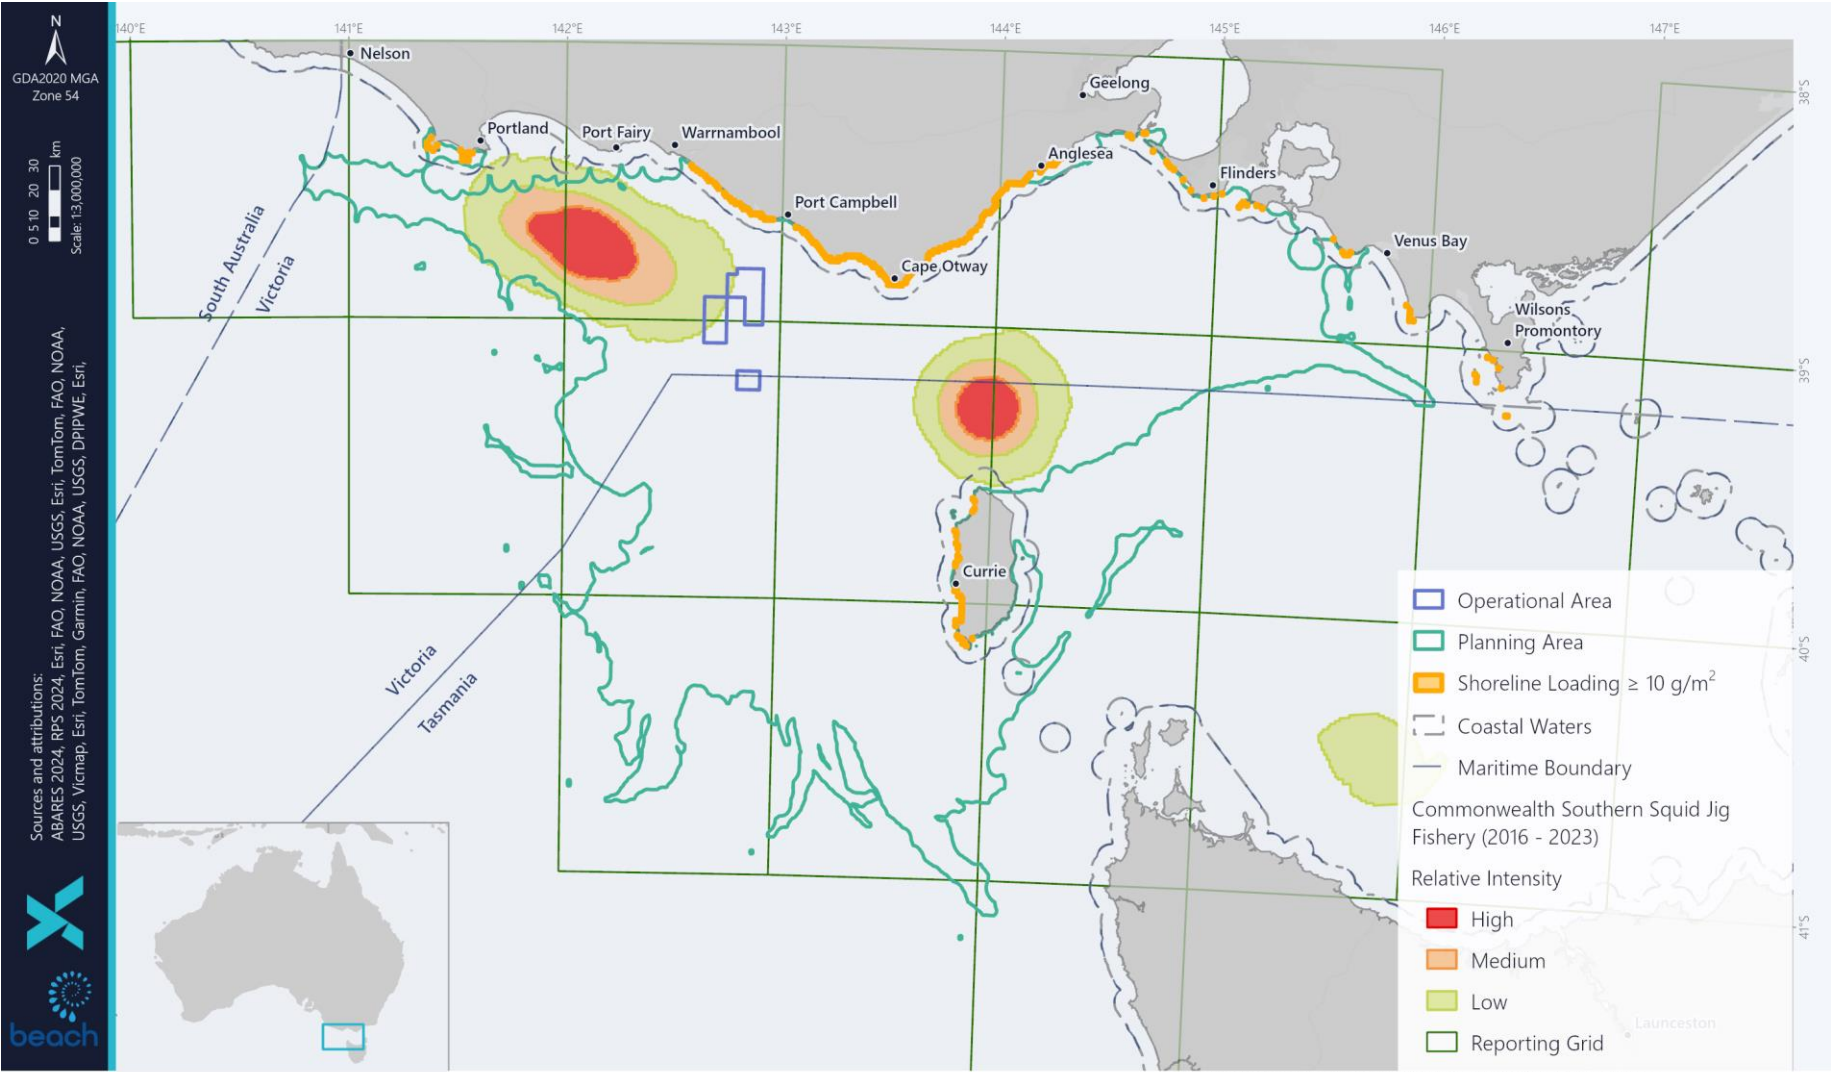 N
GDA2020 MGA
Zone 54
0 5 10 20 30
km
Scale: 1:3,000,000
Sources and attributions:
ABARES 2024, RPS 2024, Esri, FAO, NOAA, USGS, Esri, TomTom, FAO, NOAA,
USGS, Vicmap, Esri, TomTom, Garmin, FAO, NOAA, USGS, DPIPWE, Esri,
beach
140°E
141°E
142°E
143°E
144°E
145°E
146°E
147°E
38°S
39°S
40°S
41°S
Nelson
Portland
Port Fairy
Warrnambool
Port Campbell
Cape Otway
Geelong
Anglesea
Flinders
Venus Bay
Wilsons
Promontory
Currie
South Australia
Victoria
Victoria
Tasmania
Operational Area
Planning Area
Shoreline Loading ≥ 10 g/m²
Coastal Waters
Maritime Boundary
Commonwealth Southern Squid Jig
Fishery (2016 - 2023)
Relative Intensity
High
Medium
Low
Launceston
Reporting Grid